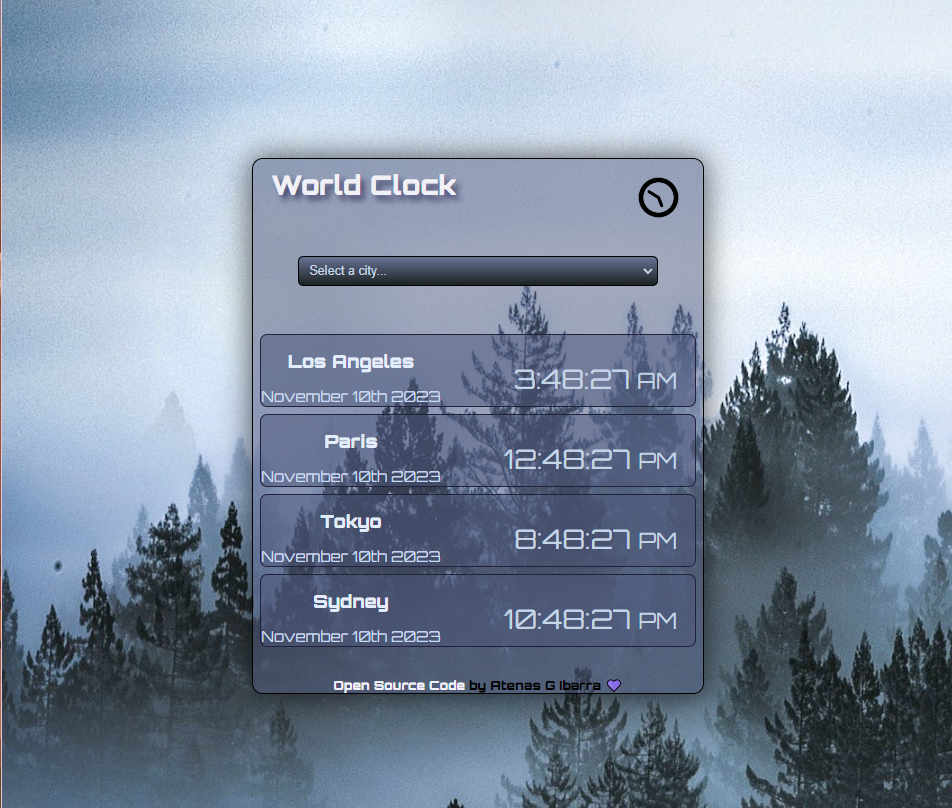 World Clock
Select a city...
Los Angeles
November 10th 2023
3:48:27 AM
Paris
November 10th 2023
12:48:27 PM
Tokyo
November 10th 2023
8:48:27 PM
Sydney
November 10th 2023
10:48:27 PM
Open Source Code by Atenas G Ibarra 💜